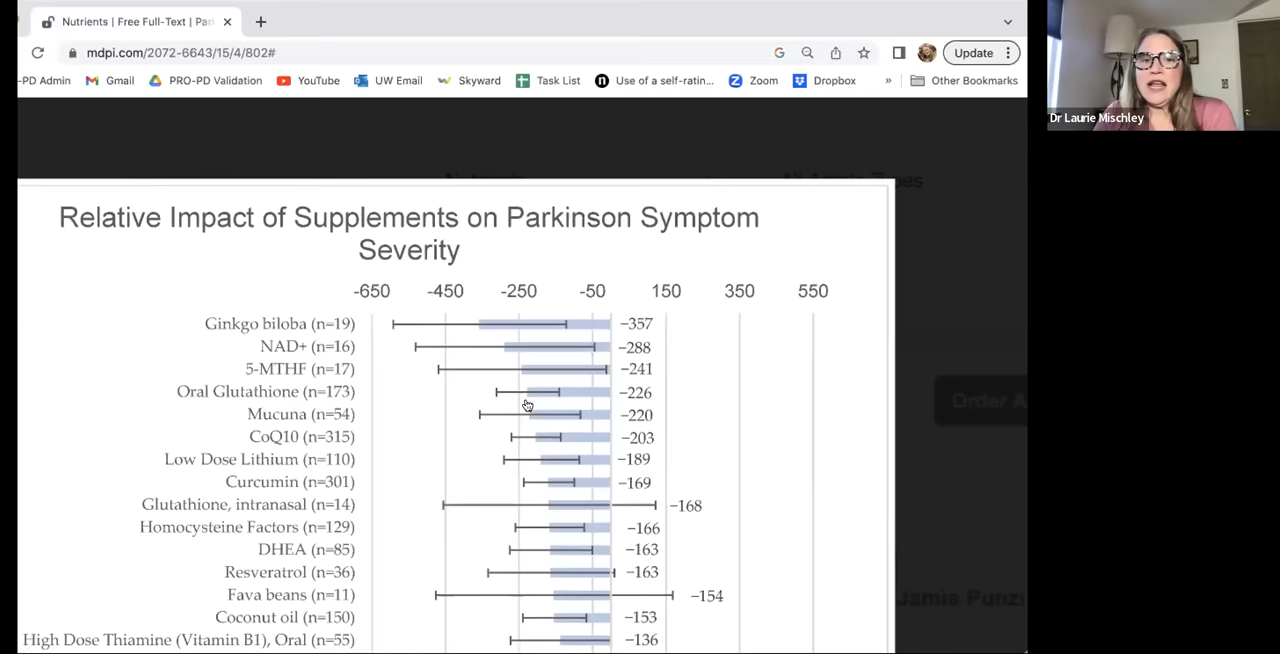 Nutrients | Free Full-Text | Par
mdpi.com/2072-6643/15/4/802#
Update
-PD Admin
Gmail
PRO-PD Validation
YouTube
UW Email
Skyward
Task List
Use of a self-ratin...
Zoom
Dropbox
»
Other Bookmarks
Dr Laurie Mischley
Relative Impact of Supplements on Parkinson Symptom
Severity
-650 -450 -250 -50 150 350 550
Ginkgo biloba (n=19) −357
NAD+ (n=16) −288
5-MTHF (n=17) −241
Oral Glutathione (n=173) −226
Mucuna (n=54) −220
CoQ10 (n=315) −203
Low Dose Lithium (n=110) −189
Curcumin (n=301) −169
Glutathione, intranasal (n=14) −168
Homocysteine Factors (n=129) −166
DHEA (n=85) −163
Resveratrol (n=36) −163
Fava beans (n=11) −154
Coconut oil (n=150) −153
High Dose Thiamine (Vitamin B1), Oral (n=55) −136
Order A
Jamie Punzi